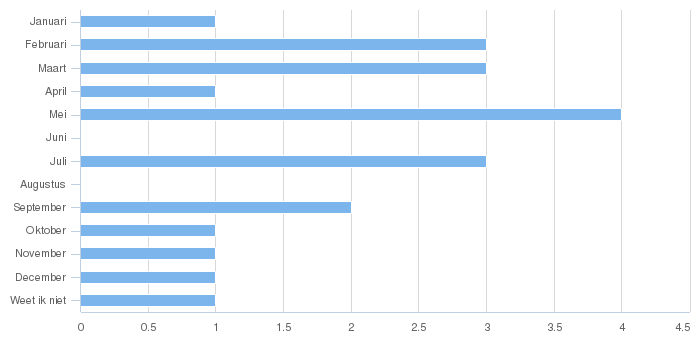 Januari
Februari
Maart
April
Mei
Juni
Juli
Augustus
September
Oktober
November
December
Weet ik niet
0 0.5 1 1.5 2 2.5 3 3.5 4 4.5